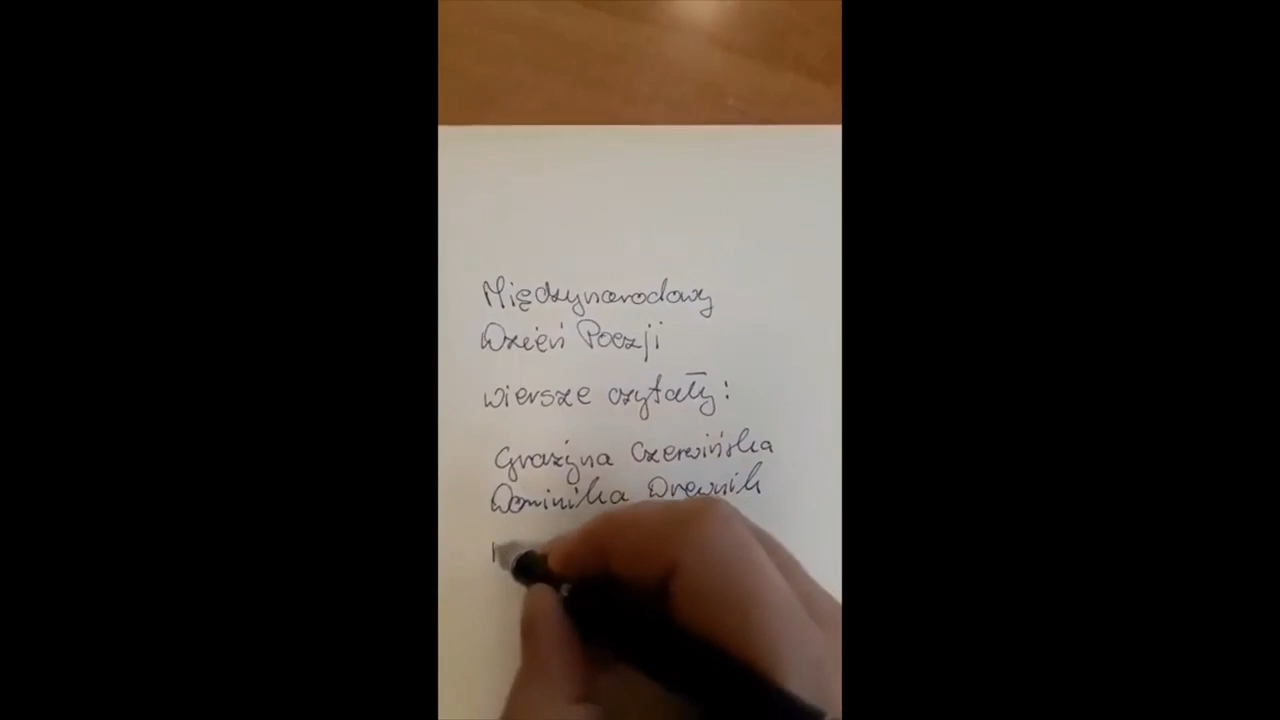 Międzynarodowy
Dzień Poezji
wiersze czytały:
Grażyna Czerwińska
Dominika Drewnik